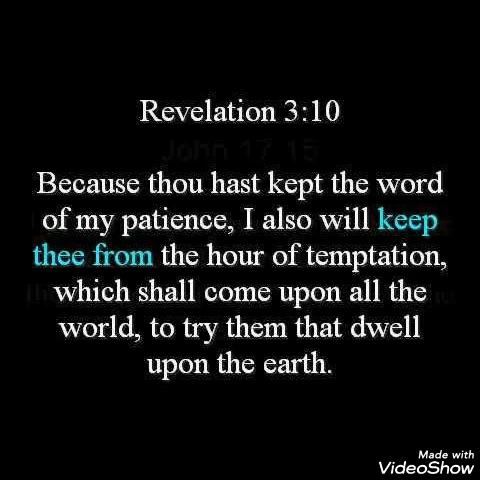 Revelation 3:10
John 17 15
Because thou hast kept the word
of my patience, I also will keep
thee from the hour of temptation,
which shall come upon all the
world, to try them that dwell
upon the earth.
Made with
VideoShow